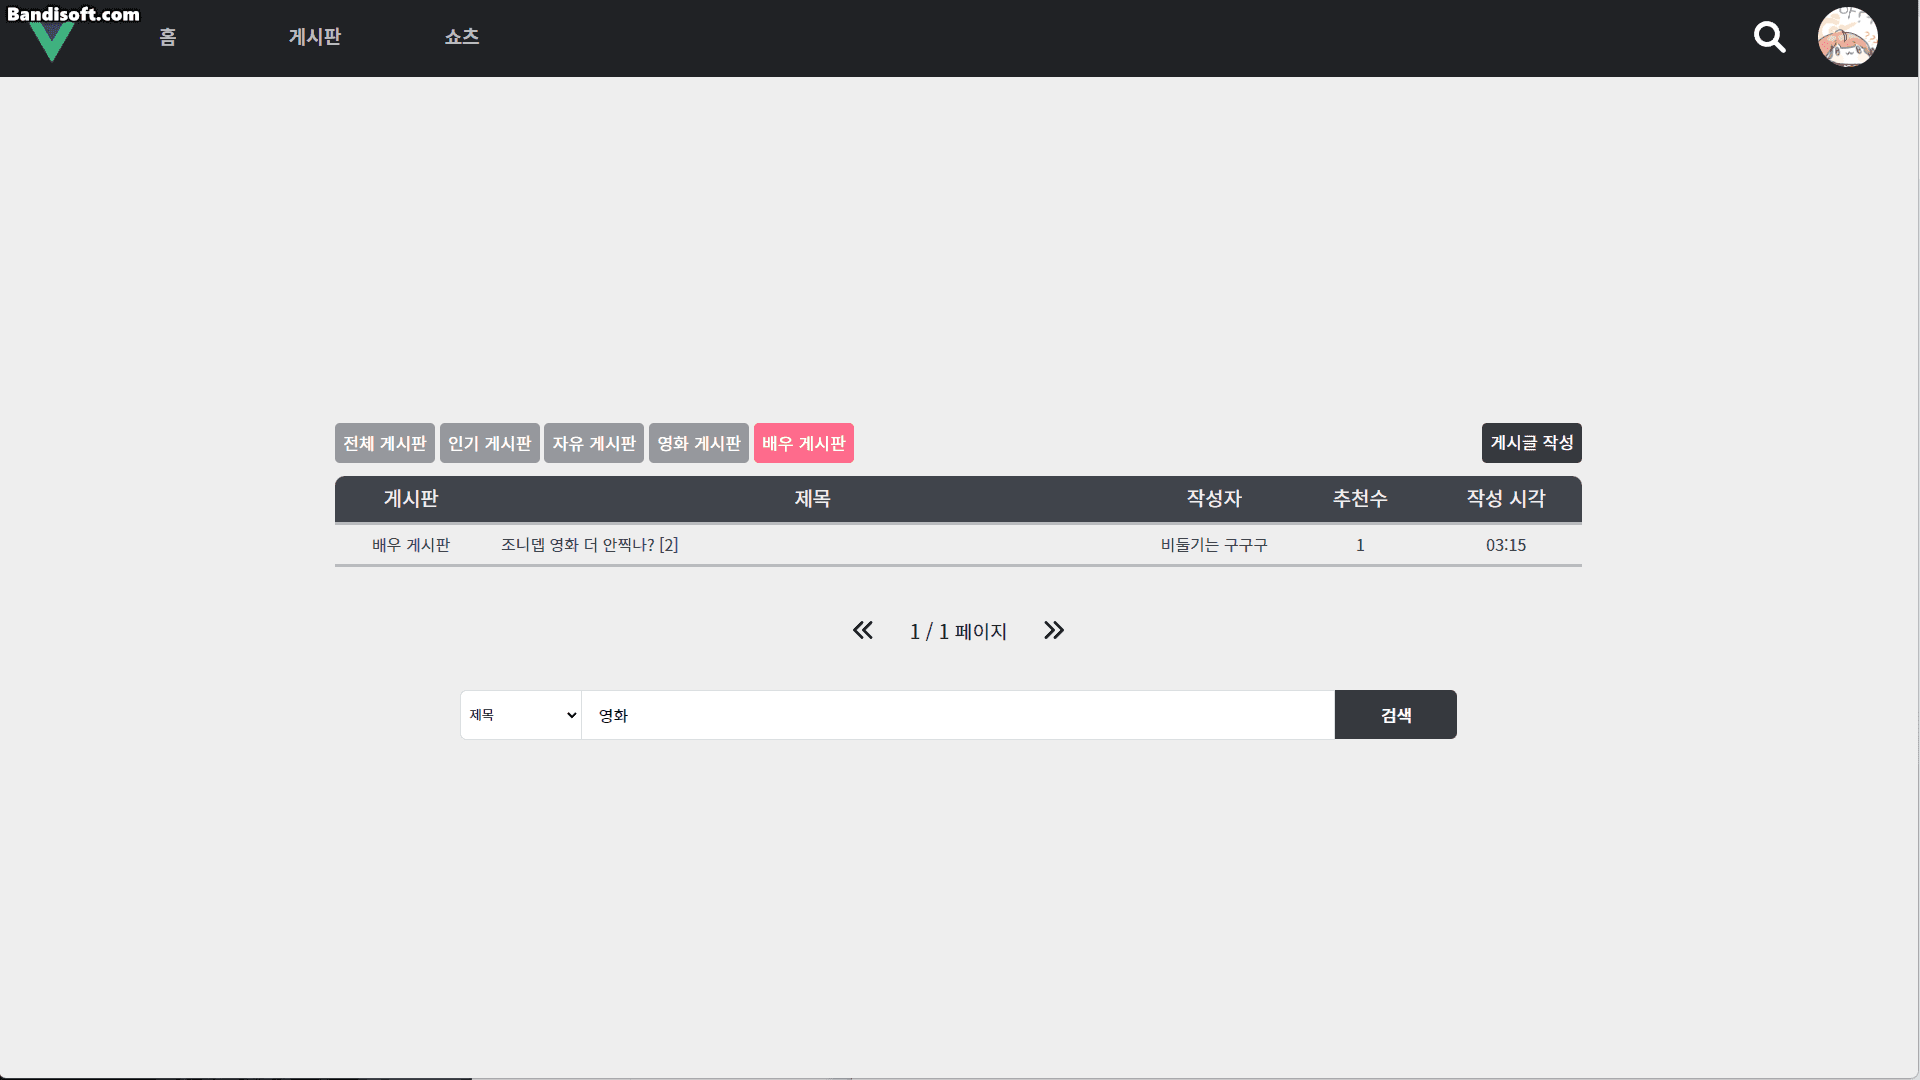 Bandisoft.com
홈 게시판 쇼츠
전체 게시판 인기 게시판 자유 게시판 영화 게시판 배우 게시판 게시글 작성
게시판 제목 작성자 추천수 작성 시각
배우 게시판 조니뎁 영화 더 안찍나? [2] 비둘기는 구구구 1 03:15
1 / 1 페이지
제목 영화 검색